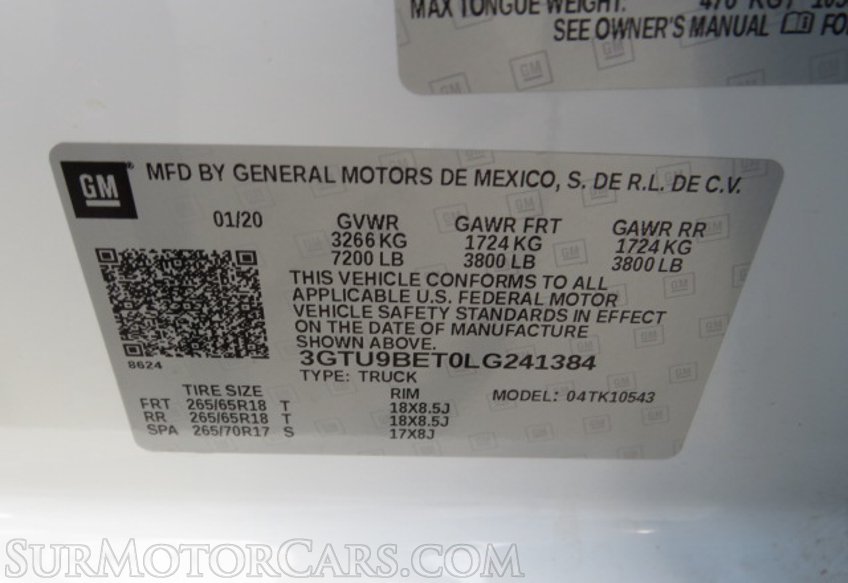 MAX TONGUE WEIGHT:
SEE OWNER'S MANUAL FO
GM
MFD BY GENERAL MOTORS DE MEXICO, S. DE R.L. DE C.V.
01/20 GVWR GAWR FRT GAWR RR
3266 KG 1724 KG 1724 KG
7200 LB 3800 LB 3800 LB
THIS VEHICLE CONFORMS TO ALL
APPLICABLE U.S. FEDERAL MOTOR
VEHICLE SAFETY STANDARDS IN EFFECT
ON THE DATE OF MANUFACTURE
SHOWN ABOVE.
8624
3GTU9BET0LG241384
TYPE: TRUCK
TIRE SIZE RIM MODEL: 04TK10543
FRT 265/65R18 T 18X8.5J
RR 265/65R18 T 18X8.5J
SPA 265/70R17 S 17X8J
SURMOTORCARS.COM